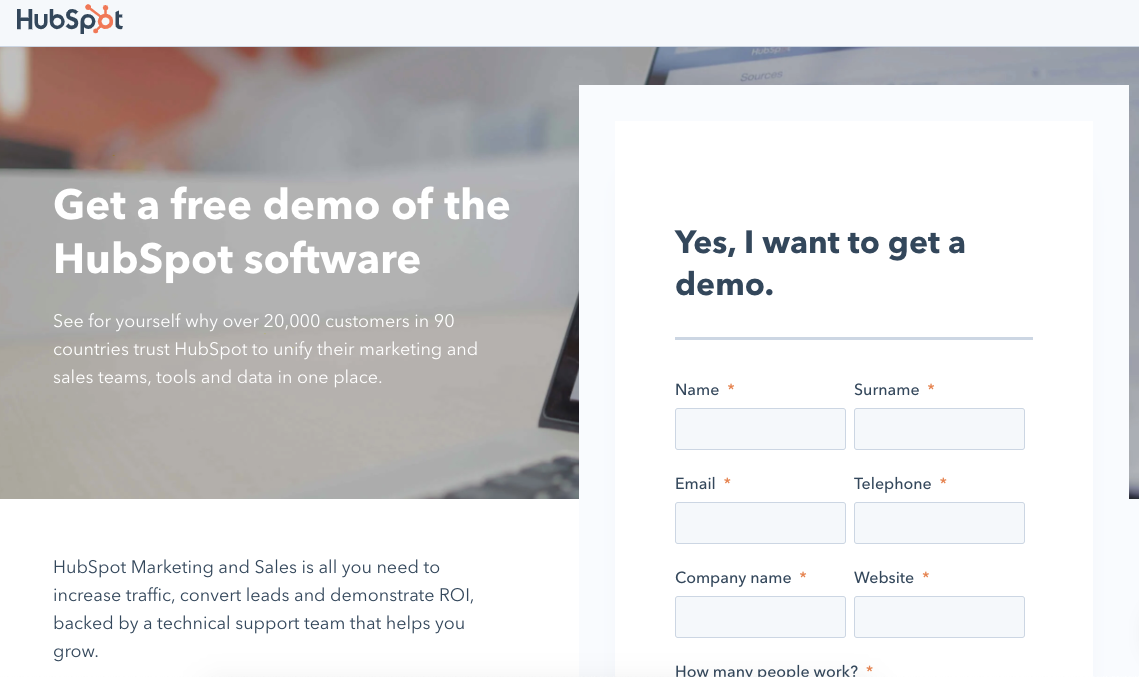 HubSpot
HubSpot
Sources
Get a free demo of the
HubSpot software
See for yourself why over 20,000 customers in 90
countries trust HubSpot to unify their marketing and
sales teams, tools and data in one place.
HubSpot Marketing and Sales is all you need to
increase traffic, convert leads and demonstrate ROI,
backed by a technical support team that helps you
grow.
Yes, I want to get a
demo.
Name *
Surname *
Email *
Telephone *
Company name *
Website *
How many people work? *